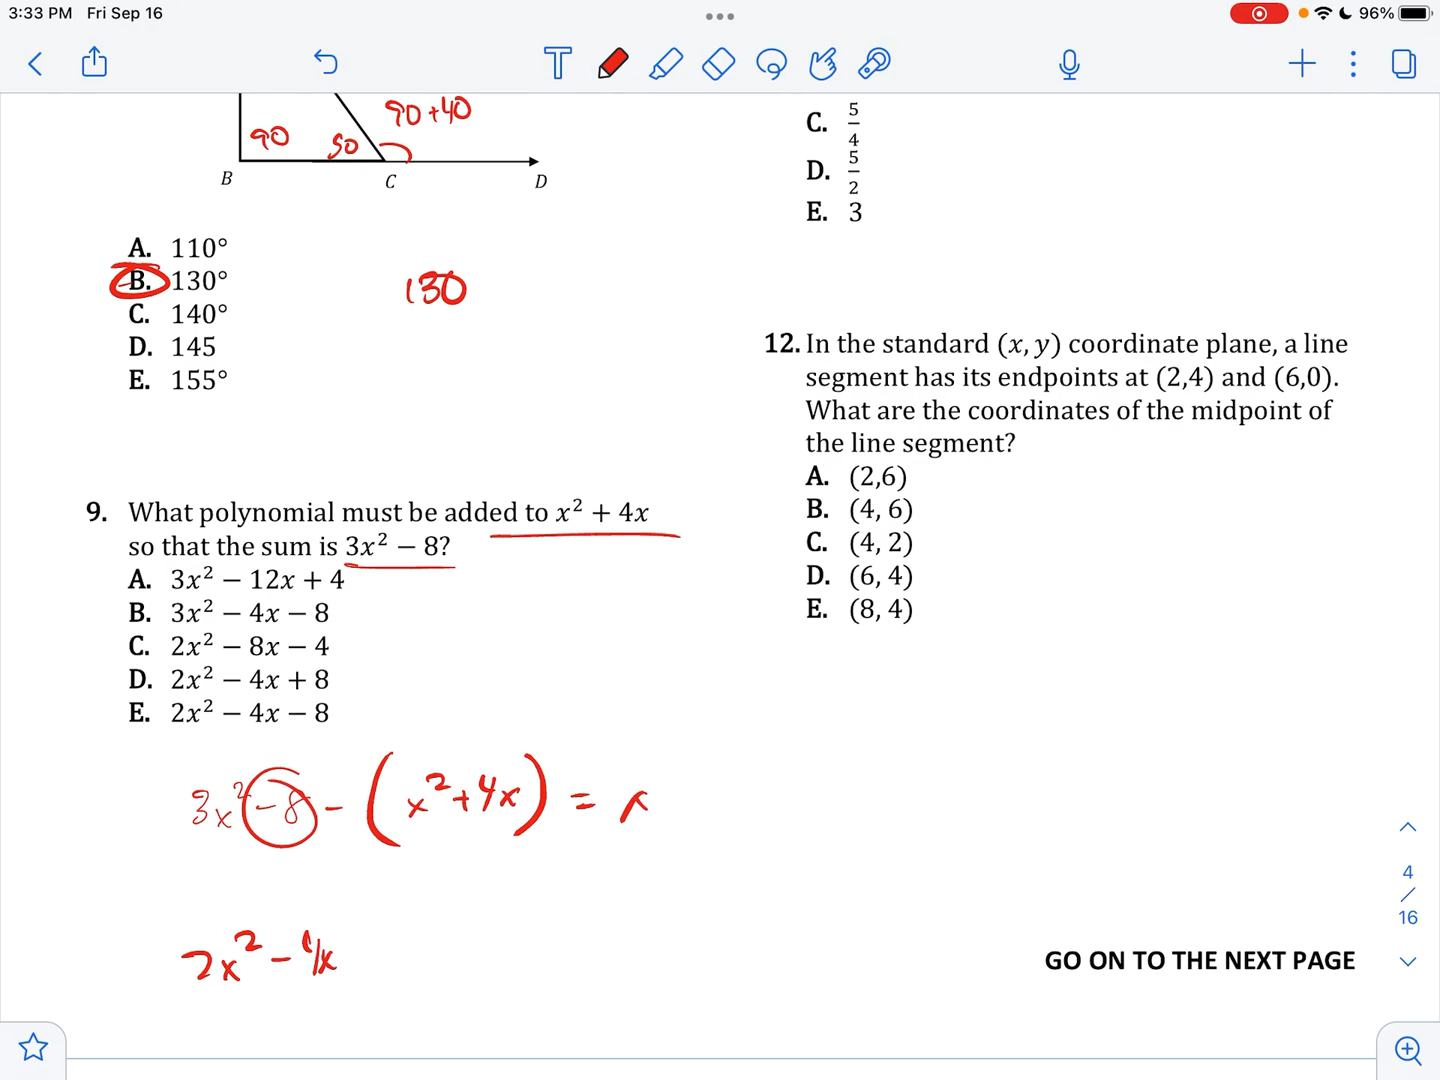 3:33 PM Fri Sep 16
96%
T
90 + 40
90
50
B
C
D
A. 110°
B. 130°
C. 140°
D. 145
E. 155°
130
9. What polynomial must be added to x² + 4x
so that the sum is 3x² − 8?
A. 3x² − 12x + 4
B. 3x² − 4x − 8
C. 2x² − 8x − 4
D. 2x² − 4x + 8
E. 2x² − 4x − 8
3x² − 8 − (x² + 4x) =
2x² − 4x
C. 5/4
D. 5/2
E. 3
12. In the standard (x, y) coordinate plane, a line
segment has its endpoints at (2,4) and (6,0).
What are the coordinates of the midpoint of
the line segment?
A. (2,6)
B. (4, 6)
C. (4, 2)
D. (6, 4)
E. (8, 4)
4
/
16
GO ON TO THE NEXT PAGE